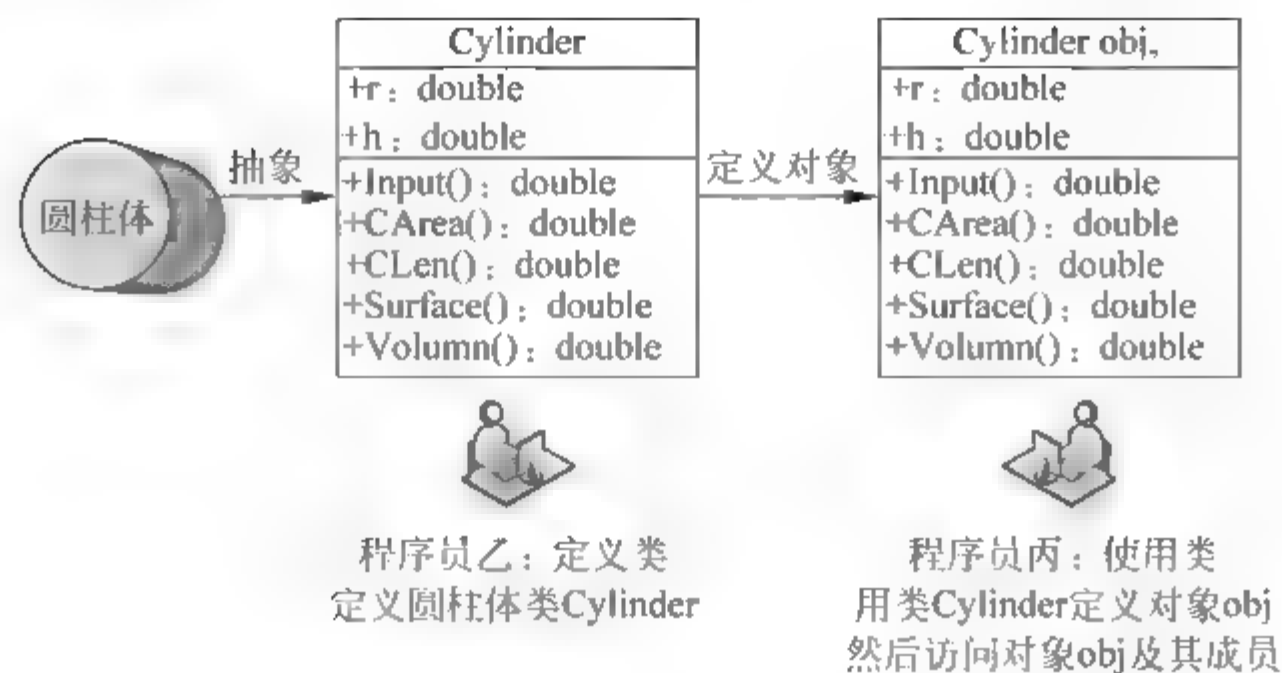 圆柱体
抽象
Cylinder
+r：double
+h：double
+Input()：double
+CArea()：double
+CLen()：double
+Surface()：double
+Volumn()：double
定义对象
Cylinder obj,
+r：double
+h：double
+Input()：double
+CArea()：double
+CLen()：double
+Surface()：double
+Volumn()：double
程序员乙：定义类
定义圆柱体类Cylinder
程序员丙：使用类
用类Cylinder定义对象obj
然后访问对象obj及其成员